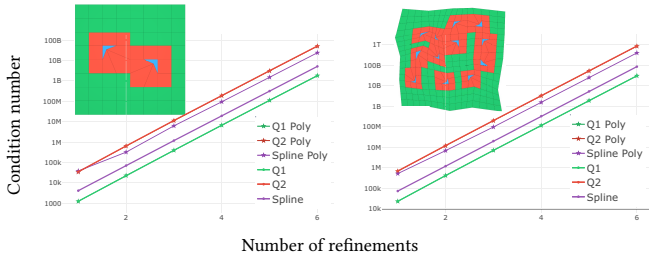 Condition number
100B
10B
1B
100M
10M
1M
100k
10k
1000
2
4
6
Q1 Poly
Q2 Poly
Spline Poly
Q1
Q2
Spline
1T
100B
10B
1B
100M
10M
1M
100k
10k
2
4
6
Q1 Poly
Q2 Poly
Spline Poly
Q1
Q2
Spline
Number of refinements